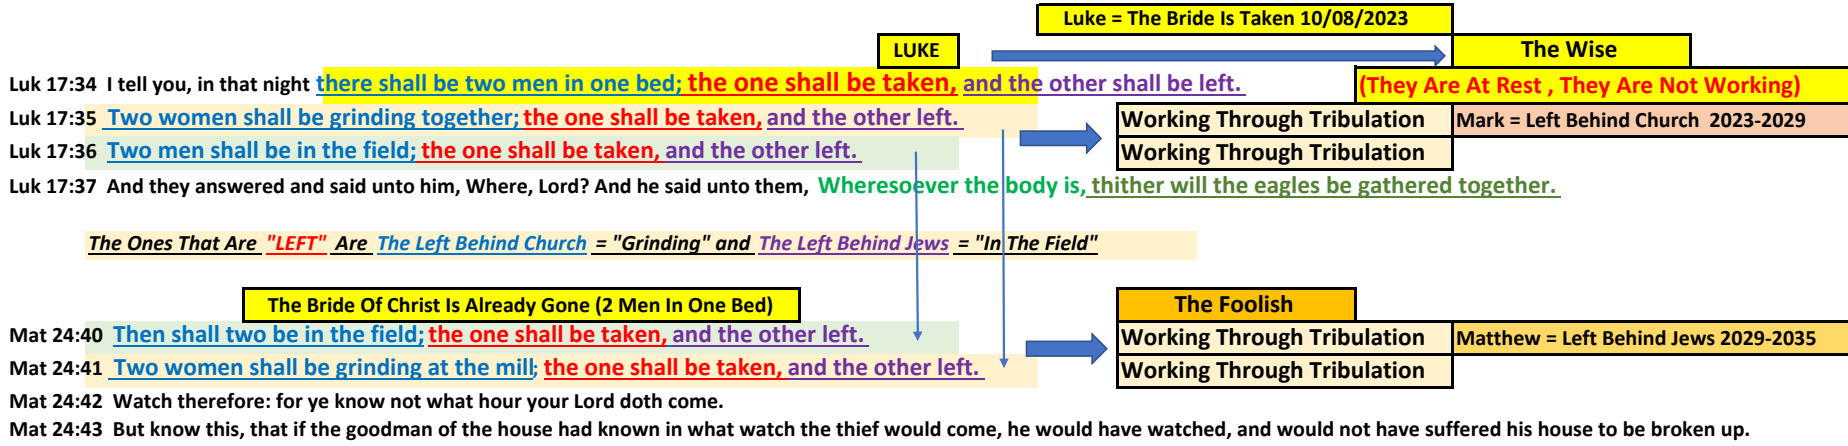 Luke = The Bride Is Taken 10/08/2023
LUKE
The Wise
Luk 17:34 I tell you, in that night there shall be two men in one bed; the one shall be taken, and the other shall be left.
(They Are At Rest , They Are Not Working)
Luk 17:35 Two women shall be grinding together; the one shall be taken, and the other left.
Working Through Tribulation
Mark = Left Behind Church 2023-2029
Luk 17:36 Two men shall be in the field; the one shall be taken, and the other left.
Working Through Tribulation
Luk 17:37 And they answered and said unto him, Where, Lord? And he said unto them, Wheresoever the body is, thither will the eagles be gathered together.
The Ones That Are "LEFT" Are The Left Behind Church = "Grinding" and The Left Behind Jews = "In The Field"
The Bride Of Christ Is Already Gone (2 Men In One Bed)
The Foolish
Mat 24:40 Then shall two be in the field; the one shall be taken, and the other left.
Working Through Tribulation
Matthew = Left Behind Jews 2029-2035
Mat 24:41 Two women shall be grinding at the mill; the one shall be taken, and the other left.
Working Through Tribulation
Mat 24:42 Watch therefore: for ye know not what hour your Lord doth come.
Mat 24:43 But know this, that if the goodman of the house had known in what watch the thief would come, he would have watched, and would not have suffered his house to be broken up.